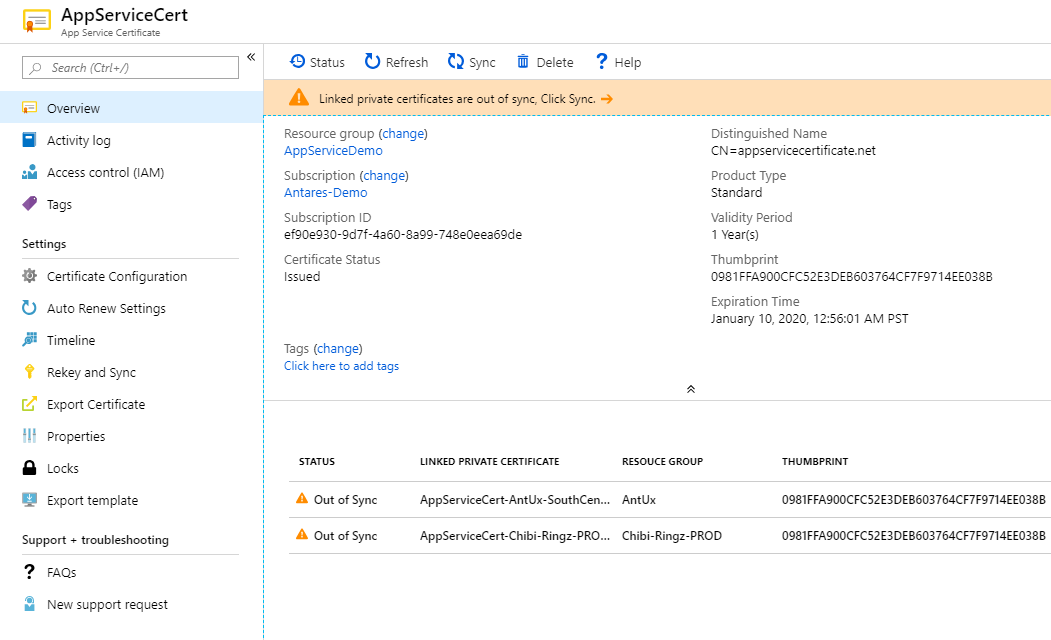 AppServiceCert
App Service Certificate
Search (Ctrl+/)
Overview
Activity log
Access control (IAM)
Tags
Settings
Certificate Configuration
Auto Renew Settings
Timeline
Rekey and Sync
Export Certificate
Properties
Locks
Export template
Support + troubleshooting
FAQs
New support request
Status Refresh Sync Delete Help
Linked private certificates are out of sync, Click Sync.
Resource group (change)
AppServiceDemo
Subscription (change)
Antares-Demo
Subscription ID
ef90e930-9d7f-4a60-8a99-748e0eea69de
Certificate Status
Issued
Distinguished Name
CN=appservicecertificate.net
Product Type
Standard
Validity Period
1 Year(s)
Thumbprint
0981FFA900CFC52E3DEB603764CF7F9714EE038B
Expiration Time
January 10, 2020, 12:56:01 AM PST
Tags (change)
Click here to add tags
STATUS LINKED PRIVATE CERTIFICATE RESOUCE GROUP THUMBPRINT
Out of Sync AppServiceCert-AntUx-SouthCen... AntUx 0981FFA900CFC52E3DEB603764CF7F9714EE038B
Out of Sync AppServiceCert-Chibi-Ringz-PRO... Chibi-Ringz-PROD 0981FFA900CFC52E3DEB603764CF7F9714EE038B